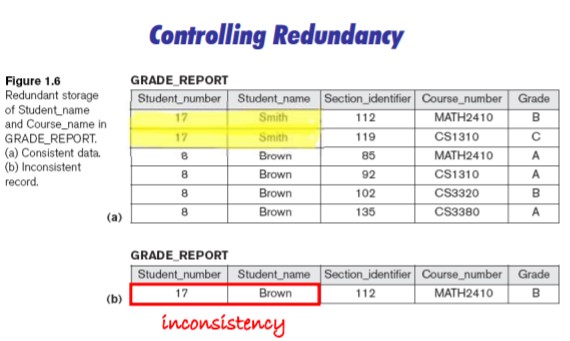 Controlling Redundancy
Figure 1.6
Redundant storage
of Student_name
and Course_name in
GRADE_REPORT.
(a) Consistent data.
(b) Inconsistent
record.
GRADE_REPORT
Student_number Student_name Section_identifier Course_number Grade
17 Smith 112 MATH2410 B
17 Smith 119 CS1310 C
8 Brown 85 MATH2410 A
8 Brown 92 CS1310 A
8 Brown 102 CS3320 B
8 Brown 135 CS3380 A
(a)
GRADE_REPORT
Student_number Student_name Section_identifier Course_number Grade
17 Brown 112 MATH2410 B
(b)
inconsistency